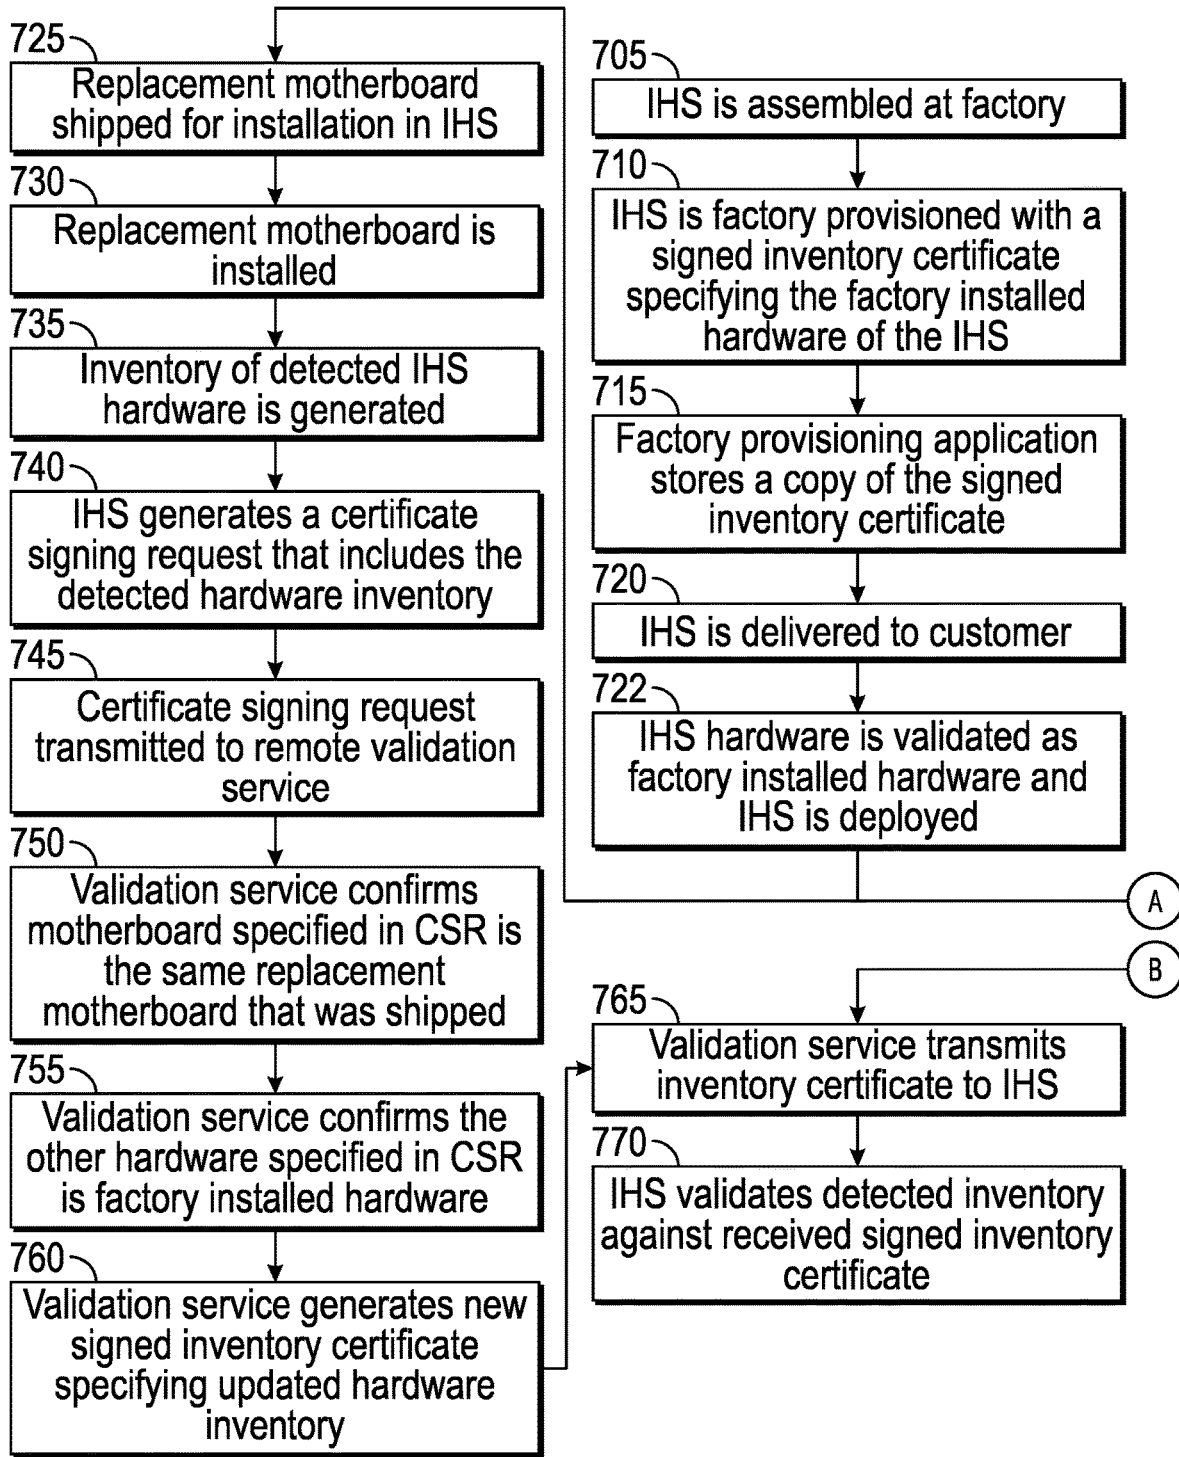 725
Replacement motherboard
shipped for installation in IHS
730
Replacement motherboard is
installed
735
Inventory of detected IHS
hardware is generated
740
IHS generates a certificate
signing request that includes the
detected hardware inventory
745
Certificate signing request
transmitted to remote validation
service
750
Validation service confirms
motherboard specified in CSR is
the same replacement
motherboard that was shipped
755
Validation service confirms the
other hardware specified in CSR
is factory installed hardware
760
Validation service generates new
signed inventory certificate
specifying updated hardware
inventory
705
IHS is assembled at factory
710
IHS is factory provisioned with a
signed inventory certificate
specifying the factory installed
hardware of the IHS
715
Factory provisioning application
stores a copy of the signed
inventory certificate
720
IHS is delivered to customer
722
IHS hardware is validated as
factory installed hardware and
IHS is deployed
A
B
765
Validation service transmits
inventory certificate to IHS
770
IHS validates detected inventory
against received signed inventory
certificate